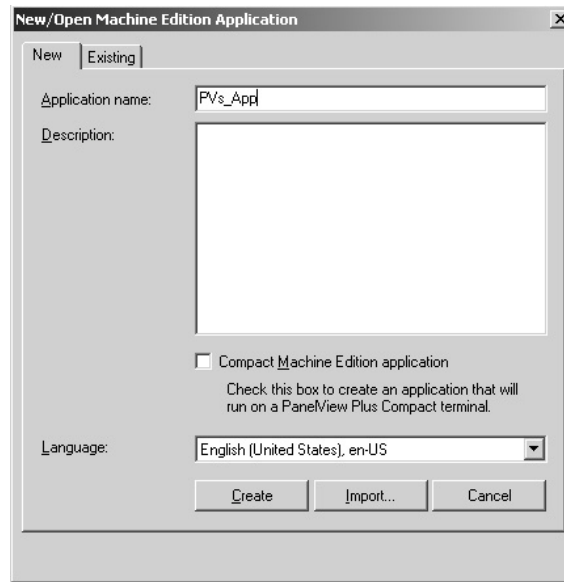 New/Open Machine Edition Application
New
Existing
Application name:
PVs_App
Description:
Compact Machine Edition application
Check this box to create an application that will
run on a PanelView Plus Compact terminal.
Language:
English (United States), en-US
Create
Import...
Cancel